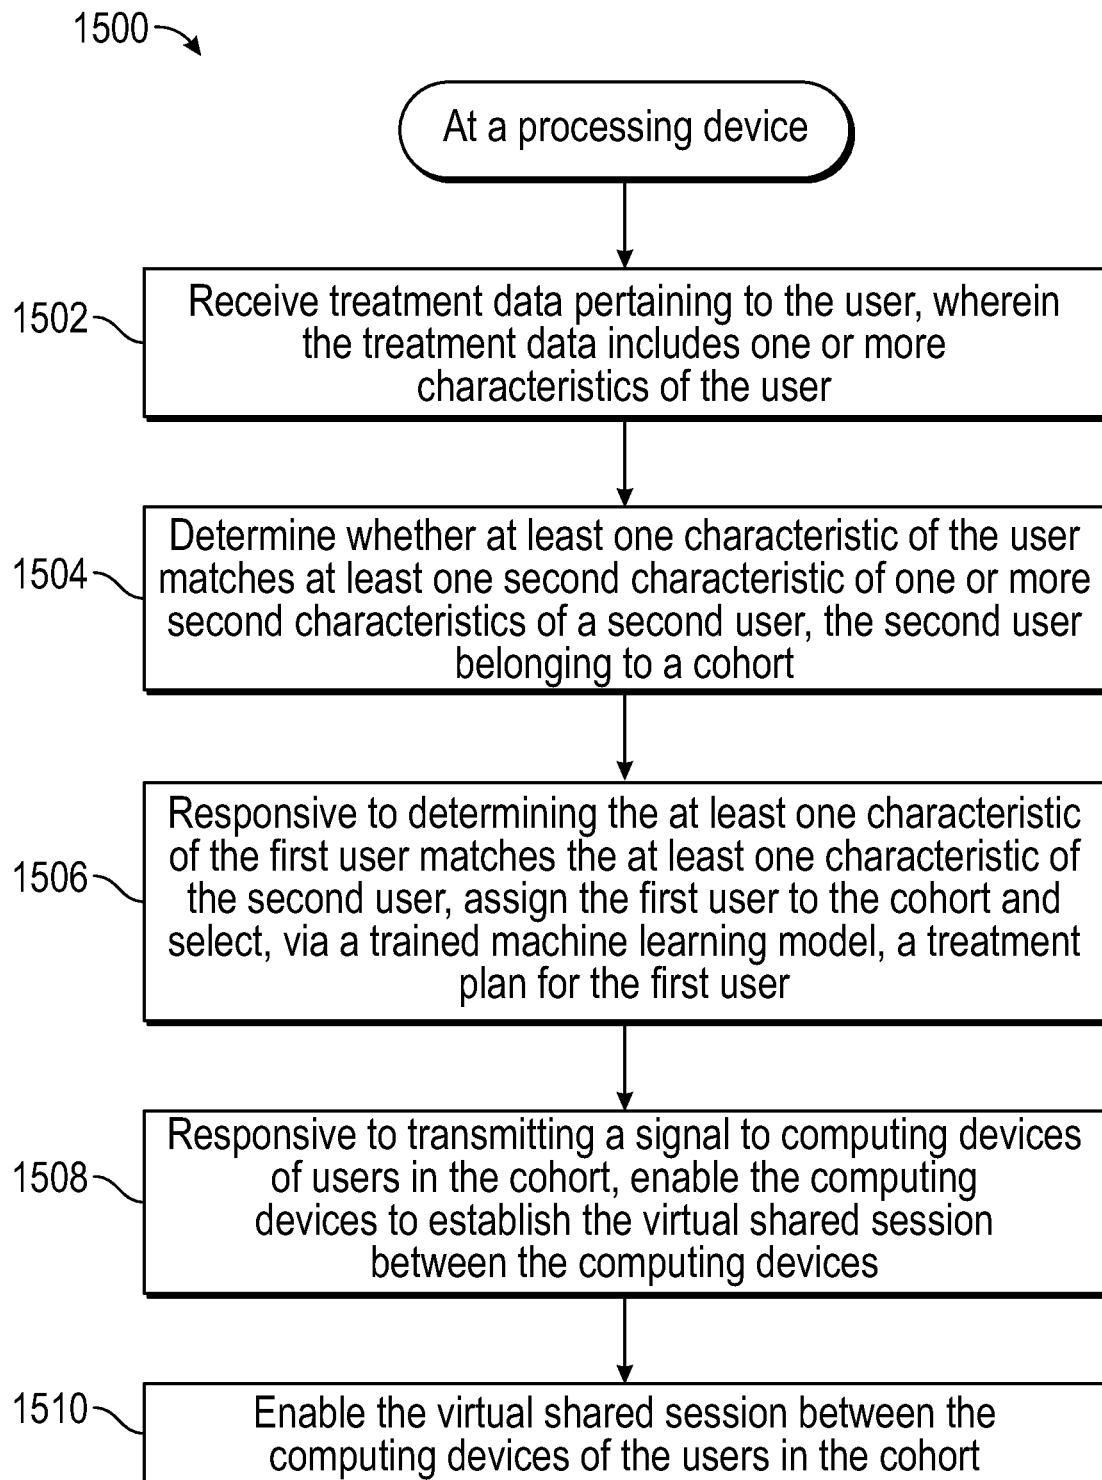 1500
At a processing device
1502
Receive treatment data pertaining to the user, wherein
the treatment data includes one or more
characteristics of the user
1504
Determine whether at least one characteristic of the user
matches at least one second characteristic of one or more
second characteristics of a second user, the second user
belonging to a cohort
1506
Responsive to determining the at least one characteristic
of the first user matches the at least one characteristic of
the second user, assign the first user to the cohort and
select, via a trained machine learning model, a treatment
plan for the first user
1508
Responsive to transmitting a signal to computing devices
of users in the cohort, enable the computing
devices to establish the virtual shared session
between the computing devices
1510
Enable the virtual shared session between the
computing devices of the users in the cohort